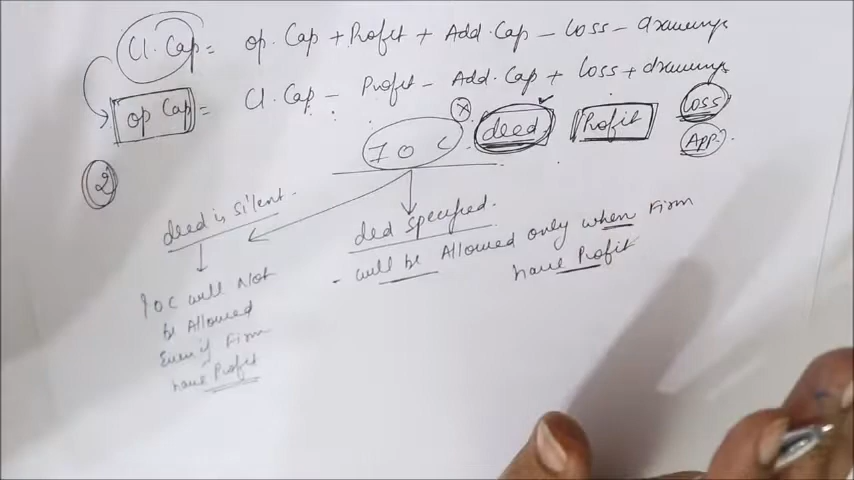 Cl. Cap = op. Cap + Profit + Add. Cap - Loss - drawings
op Cap = Cl. Cap - Profit - Add. Cap + Loss + drawings
I O C x deed ✓ Profit Loss
App.
2
deed is silent.
ded specified.
IOC will Not
be Allowed
Even if Firm
have Profit
- will be Allowed only when Firm
have Profit